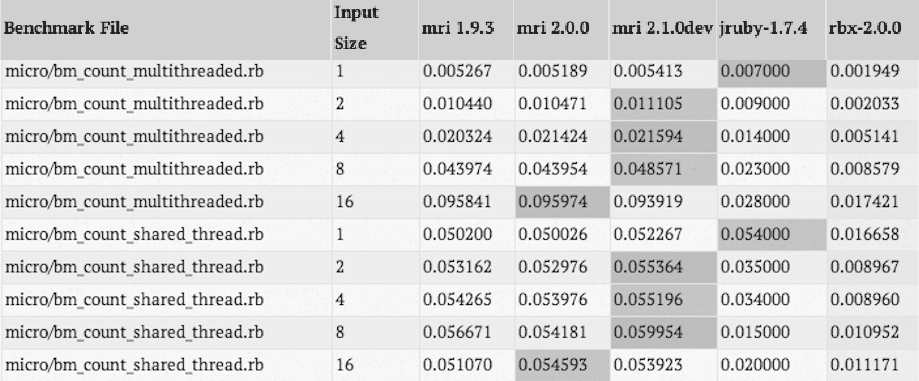 Benchmark File Input Size mri 1.9.3 mri 2.0.0 mri 2.1.0dev jruby-1.7.4 rbx-2.0.0
micro/bm_count_multithreaded.rb 1 0.005267 0.005189 0.005413 0.007000 0.001949
micro/bm_count_multithreaded.rb 2 0.010440 0.010471 0.011105 0.009000 0.002033
micro/bm_count_multithreaded.rb 4 0.020324 0.021424 0.021594 0.014000 0.005141
micro/bm_count_multithreaded.rb 8 0.043974 0.043954 0.048571 0.023000 0.008579
micro/bm_count_multithreaded.rb 16 0.095841 0.095974 0.093919 0.028000 0.017421
micro/bm_count_shared_thread.rb 1 0.050200 0.050026 0.052267 0.054000 0.016658
micro/bm_count_shared_thread.rb 2 0.053162 0.052976 0.055364 0.035000 0.008967
micro/bm_count_shared_thread.rb 4 0.054265 0.053976 0.055196 0.034000 0.008960
micro/bm_count_shared_thread.rb 8 0.056671 0.054181 0.059954 0.015000 0.010952
micro/bm_count_shared_thread.rb 16 0.051070 0.054593 0.053923 0.020000 0.011171